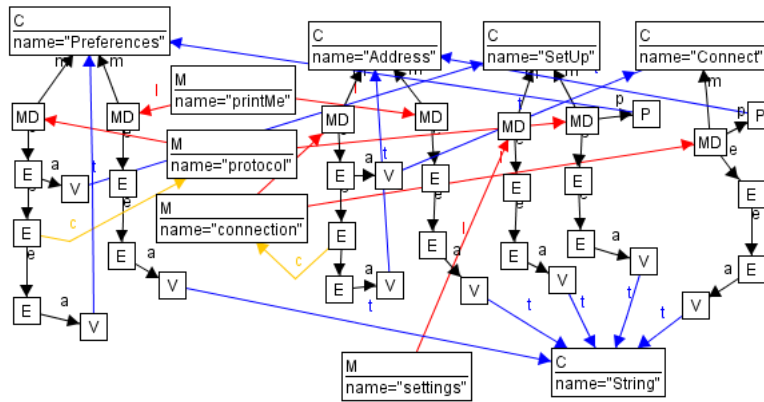 C
name="Preferences"
C
name="Address"
C
name="SetUp"
C
name="Connect"
m
m
m
m
m
t
M
name="printMe"
l
l
MD
MD
MD
MD
MD
MD
p
P
p
P
MD
M
name="protocol"
l
t
t
t
e
e
E
a
V
E
E
a
V
E
E
E
E
c
E
e
e
M
name="connection"
c
E
l
e
E
a
V
E
a
V
E
a
V
E
a
V
E
a
V
E
a
V
E
a
V
t
t
t
t
t
M
name="settings"
C
name="String"